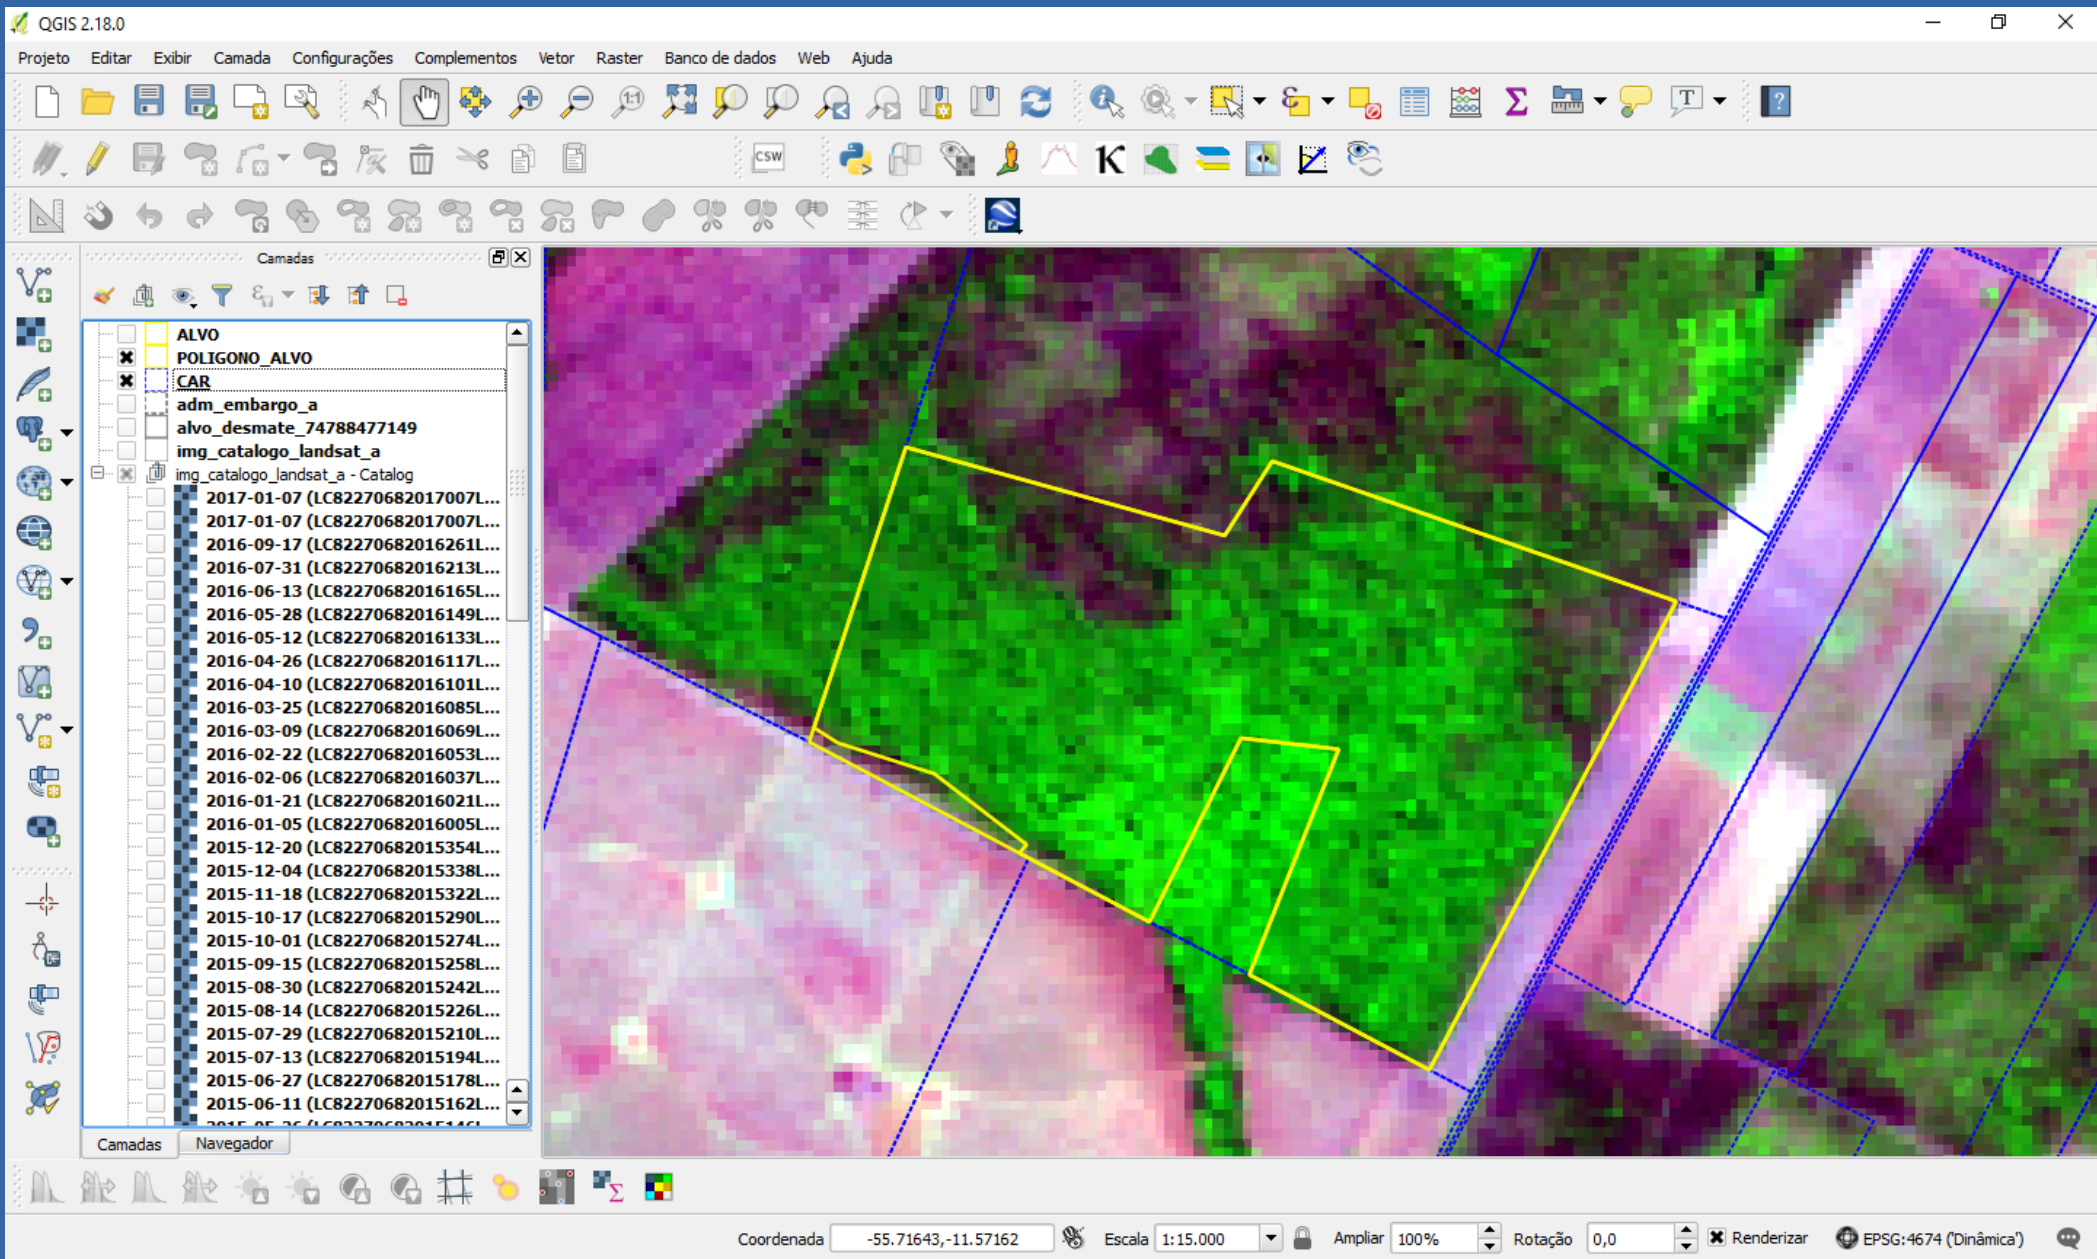 QGIS 2.18.0
Projeto Editar Exibir Camada Configurações Complementos Vetor Raster Banco de dados Web Ajuda
1:1
T
?
CSW
K
Camadas
ALVO
POLIGONO_ALVO
CAR
adm_embargo_a
alvo_desmate_74788477149
img_catalogo_landsat_a
img_catalogo_landsat_a - Catalog
2017-01-07 (LC82270682017007L...
2017-01-07 (LC82270682017007L...
2016-09-17 (LC82270682016261L...
2016-07-31 (LC82270682016213L...
2016-06-13 (LC82270682016165L...
2016-05-28 (LC82270682016149L...
2016-05-12 (LC82270682016133L...
2016-04-26 (LC82270682016117L...
2016-04-10 (LC82270682016101L...
2016-03-25 (LC82270682016085L...
2016-03-09 (LC82270682016069L...
2016-02-22 (LC82270682016053L...
2016-02-06 (LC82270682016037L...
2016-01-21 (LC82270682016021L...
2016-01-05 (LC82270682016005L...
2015-12-20 (LC82270682015354L...
2015-12-04 (LC82270682015338L...
2015-11-18 (LC82270682015322L...
2015-10-17 (LC82270682015290L...
2015-10-01 (LC82270682015274L...
2015-09-15 (LC82270682015258L...
2015-08-30 (LC82270682015242L...
2015-08-14 (LC82270682015226L...
2015-07-29 (LC82270682015210L...
2015-07-13 (LC82270682015194L...
2015-06-27 (LC82270682015178L...
2015-06-11 (LC82270682015162L...
Camadas Navegador
Coordenada -55.71643,-11.57162 Escala 1:15.000 Ampliar 100% Rotação 0,0 Renderizar EPSG:4674 ('Dinâmica')